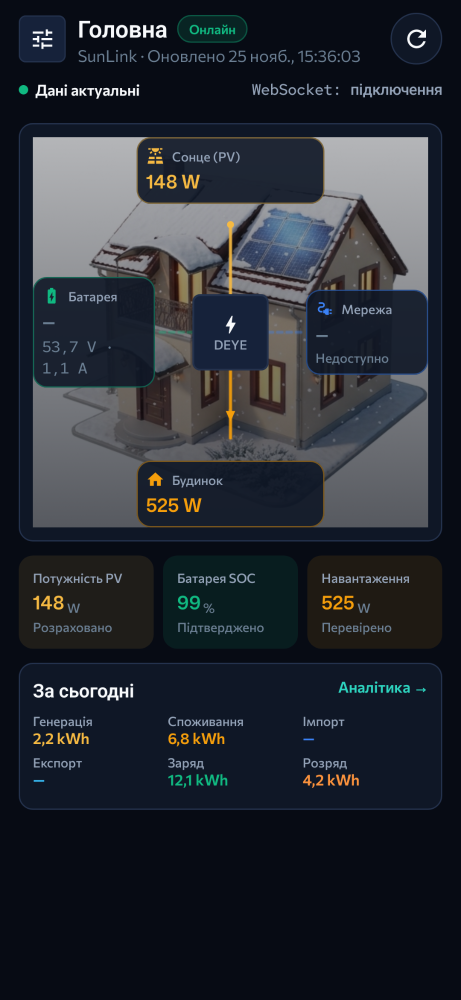 Головна
Онлайн
SunLink · Оновлено 25 нояб., 15:36:03
Дані актуальні
WebSocket: підключення
Сонце (PV)
148 W
Батарея
—
53,7 V ·
1,1 A
DEYE
Мережа
—
Недоступно
Будинок
525 W
Потужність PV
148 W
Розраховано
Батарея SOC
99 %
Підтверджено
Навантаження
525 W
Перевірено
За сьогодні
Аналітика →
Генерація
2,2 kWh
Споживання
6,8 kWh
Імпорт
—
Експорт
—
Заряд
12,1 kWh
Розряд
4,2 kWh